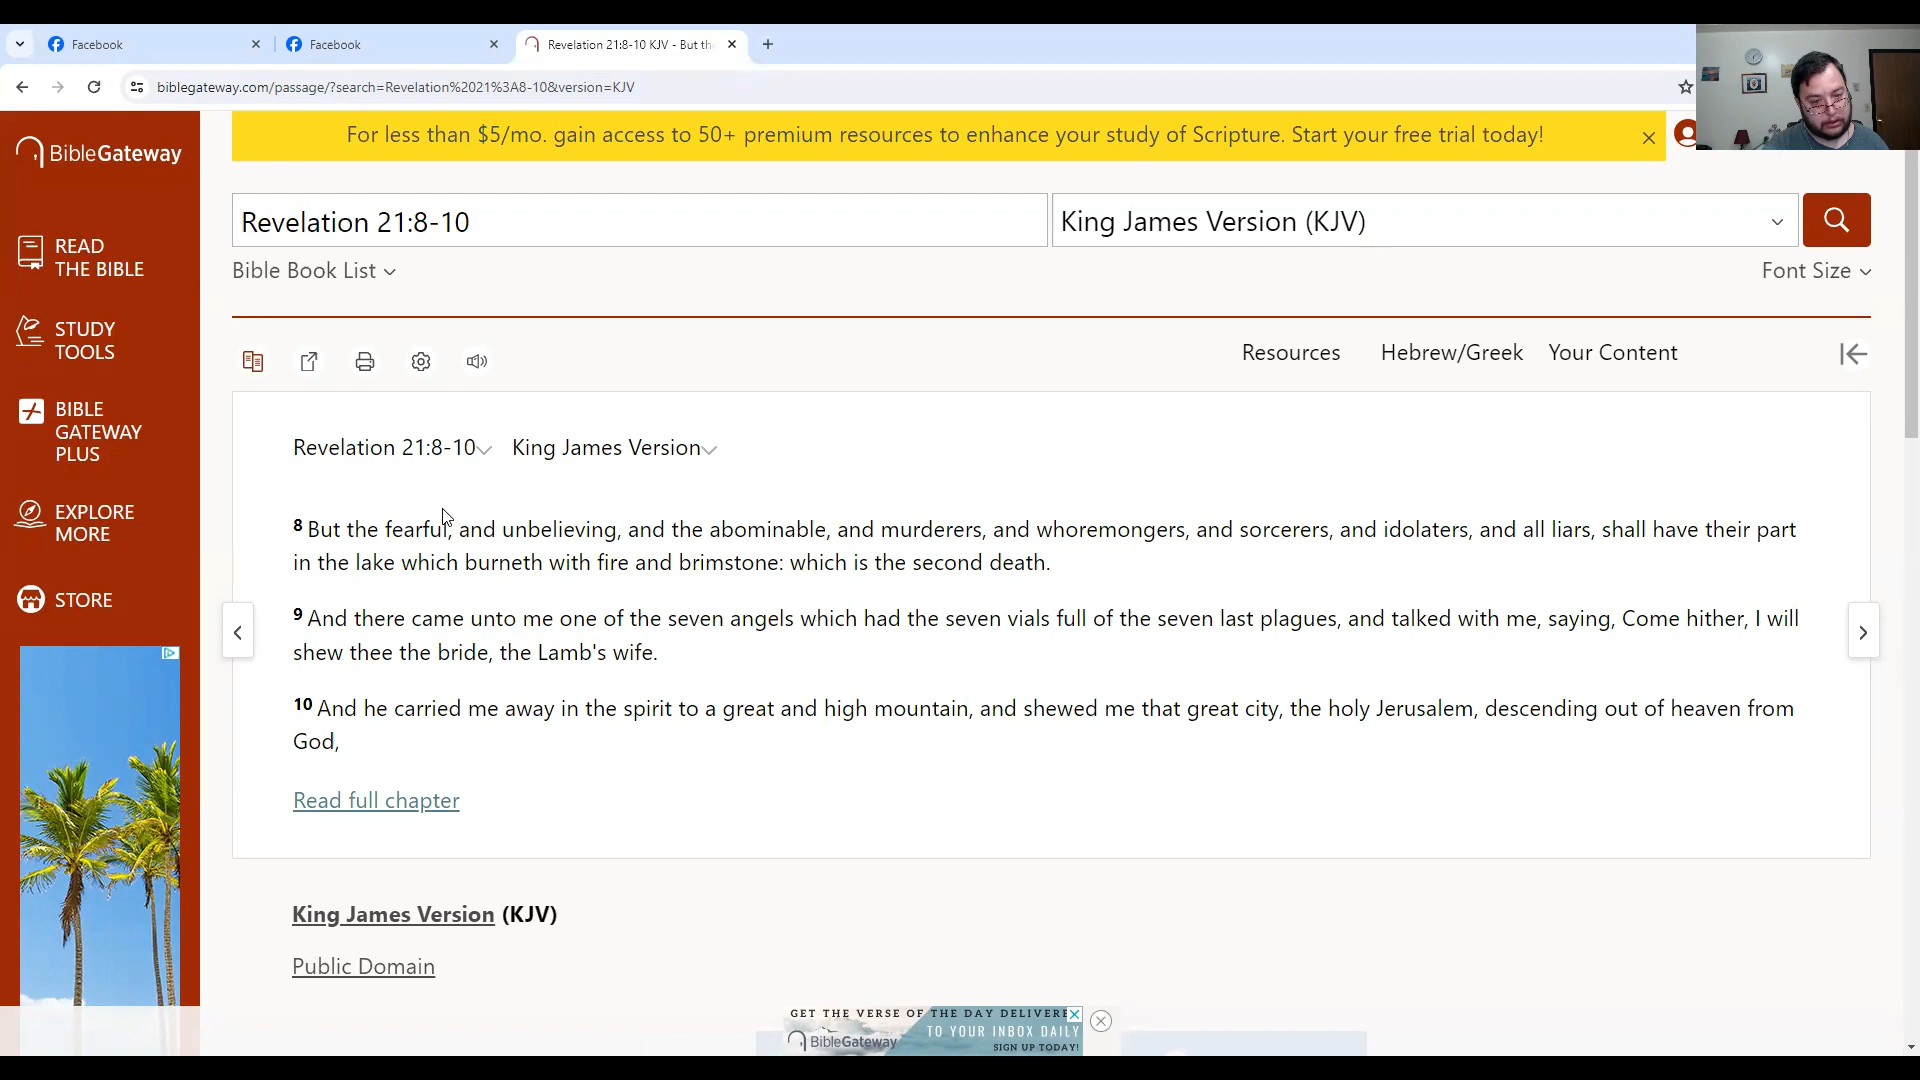 Facebook
Facebook
Revelation 21:8-10 KJV - But th
biblegateway.com/passage/?search=Revelation%2021%3A8-10&version=KJV
BibleGateway
For less than $5/mo. gain access to 50+ premium resources to enhance your study of Scripture. Start your free trial today!
Revelation 21:8-10
King James Version (KJV)
Bible Book List
Font Size
READ
THE BIBLE
STUDY
TOOLS
BIBLE
GATEWAY
PLUS
EXPLORE
MORE
STORE
Resources
Hebrew/Greek
Your Content
Revelation 21:8-10
King James Version
8 But the fearful, and unbelieving, and the abominable, and murderers, and whoremongers, and sorcerers, and idolaters, and all liars, shall have their part
in the lake which burneth with fire and brimstone: which is the second death.
9 And there came unto me one of the seven angels which had the seven vials full of the seven last plagues, and talked with me, saying, Come hither, I will
shew thee the bride, the Lamb's wife.
10 And he carried me away in the spirit to a great and high mountain, and shewed me that great city, the holy Jerusalem, descending out of heaven from
God,
Read full chapter
King James Version (KJV)
Public Domain
GET THE VERSE OF THE DAY DELIVERE
TO YOUR INBOX DAILY
BibleGateway
SIGN UP TODAY!